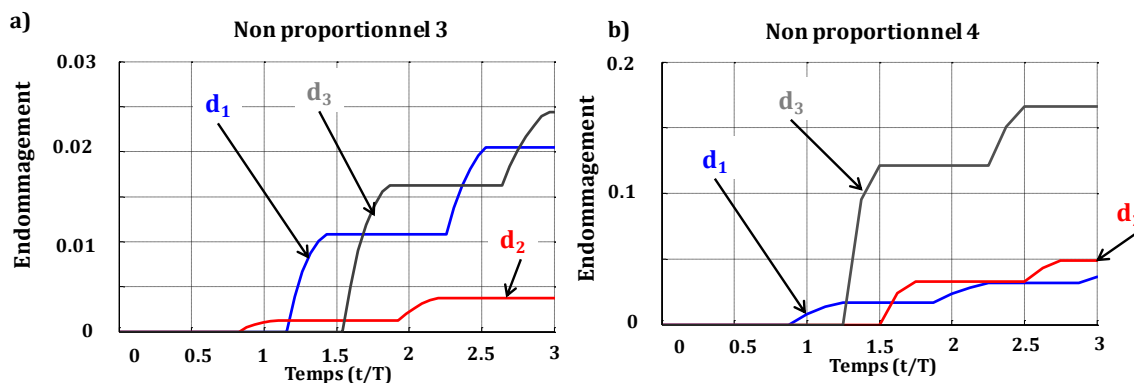 a)
Non proportionnel 3
Endommagement
0.03
0.02
0.01
0
d1
d3
d2
0 0.5 1 1.5 2 2.5 3
Temps (t/T)
b)
Non proportionnel 4
Endommagement
0.2
0.1
0
d3
d1
d
0 0.5 1 1.5 2 2.5 3
Temps (t/T)